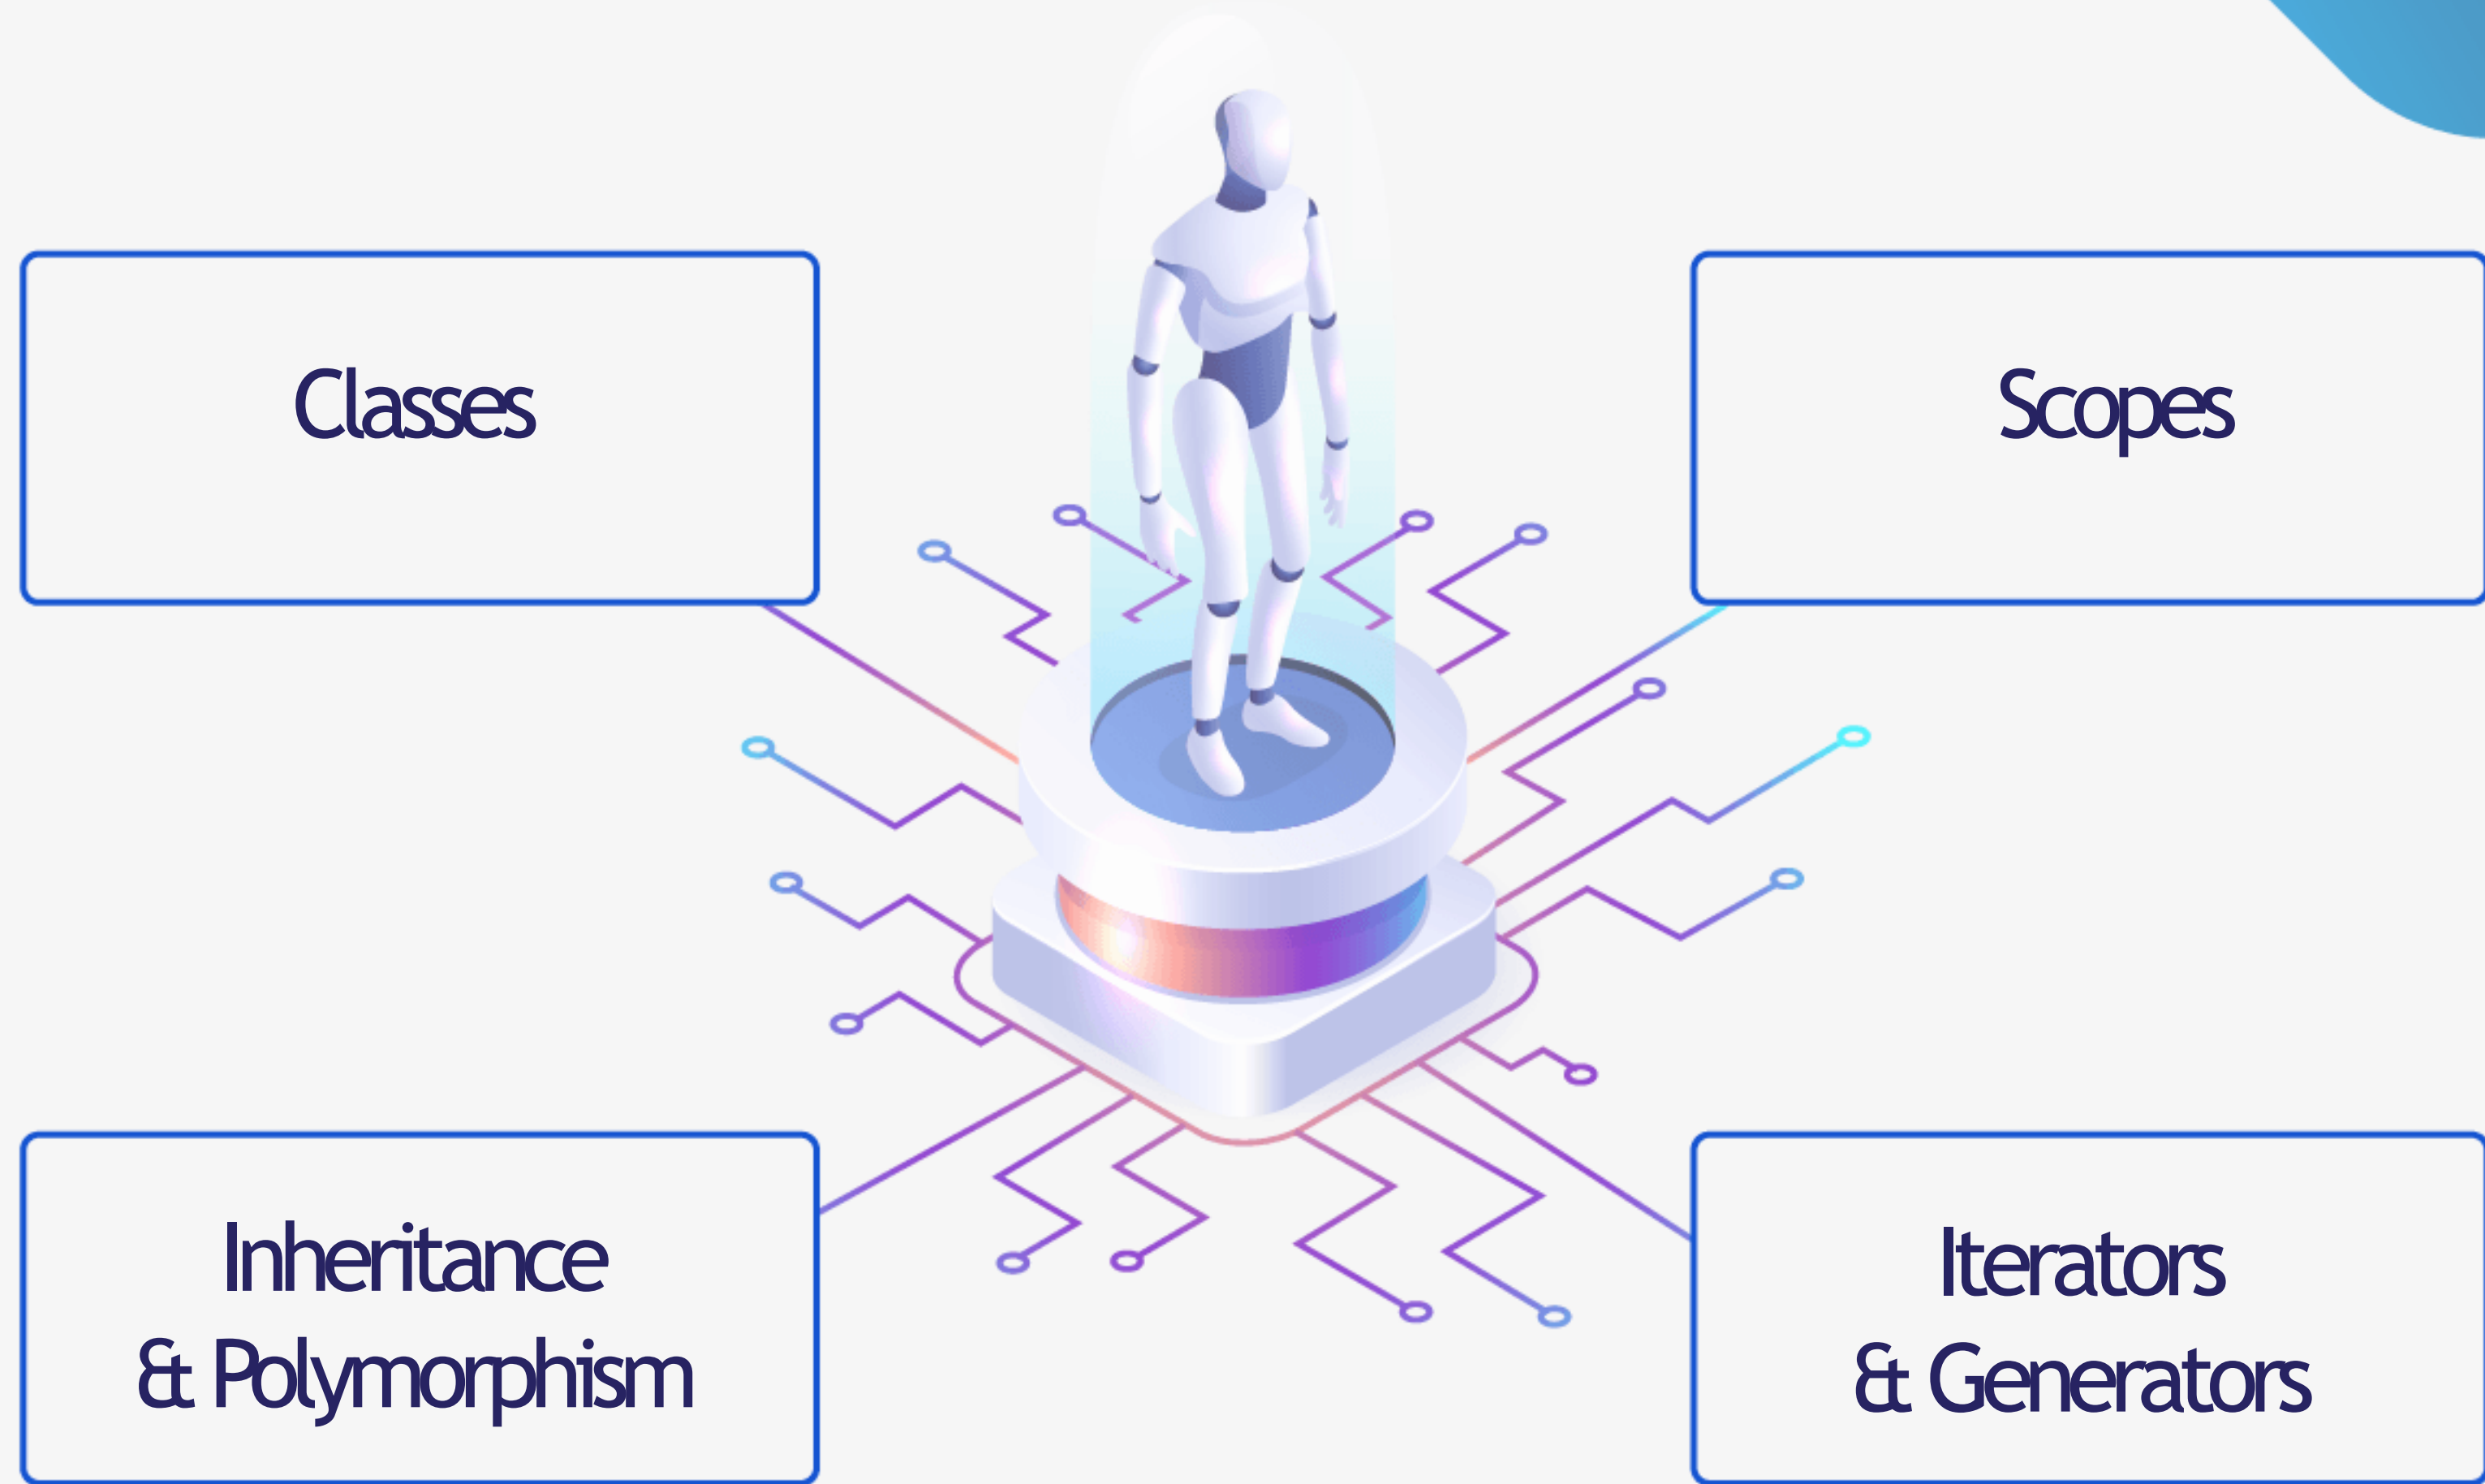 Classes
Scopes
Inheritance
& Polymorphism
Iterators
& Generators